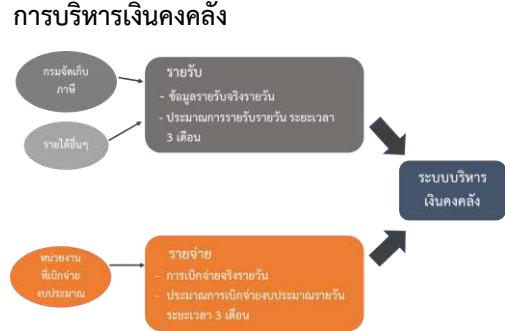 การบริหารเงินคงคลัง
กรมจัดเก็บ
ภาษี
รายได้อื่นๆ
รายรับ
- ข้อมูลรายรับจริงรายวัน
- ประมาณการรายรับรายวัน ระยะเวลา
3 เดือน
ระบบบริหาร
เงินคงคลัง
หน่วยงาน
ที่เบิกจ่าย
งบประมาณ
รายจ่าย
- การเบิกจ่ายจริงรายวัน
- ประมาณการเบิกจ่ายงบประมาณรายวัน
ระยะเวลา 3 เดือน